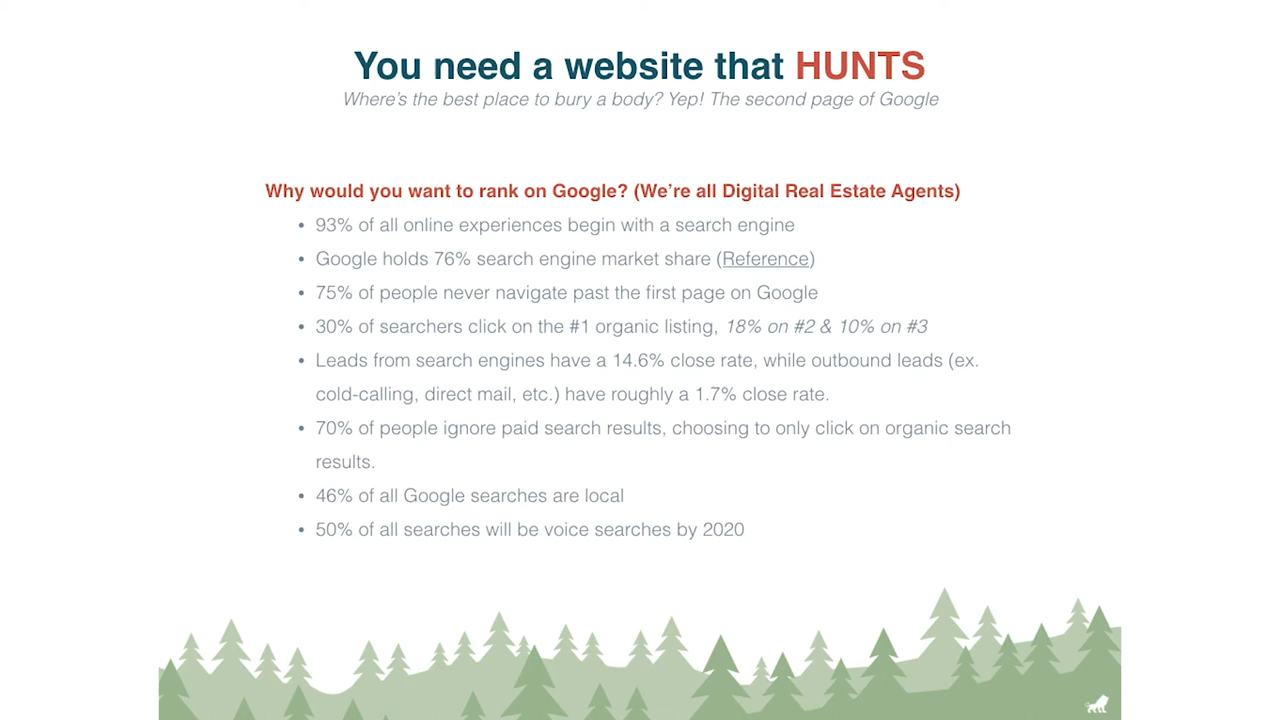 You need a website that HUNTS
Where's the best place to bury a body? Yep! The second page of Google
Why would you want to rank on Google? (We're all Digital Real Estate Agents)
• 93% of all online experiences begin with a search engine
• Google holds 76% search engine market share (Reference)
• 75% of people never navigate past the first page on Google
• 30% of searchers click on the #1 organic listing, 18% on #2 & 10% on #3
• Leads from search engines have a 14.6% close rate, while outbound leads (ex.
cold-calling, direct mail, etc.) have roughly a 1.7% close rate.
• 70% of people ignore paid search results, choosing to only click on organic search
results.
• 46% of all Google searches are local
• 50% of all searches will be voice searches by 2020